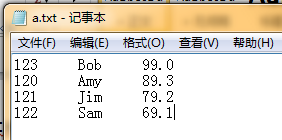 a.txt - 记事本
文件(F) 编辑(E) 格式(O) 查看(V) 帮助(H)
123 Bob 99.0
120 Amy 89.3
121 Jim 79.2
122 Sam 69.1